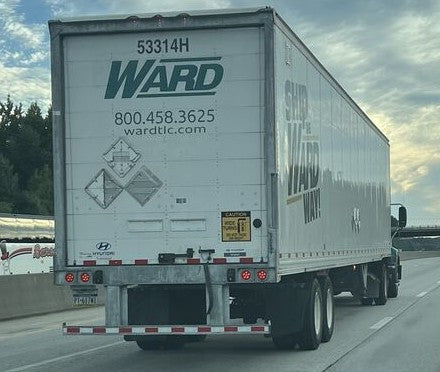 53314H
WARD
800.458.3625
wardtlc.com
CAUTION
WIDE
TURNS
HYUNDAI
SHIP
WARD
WAY!